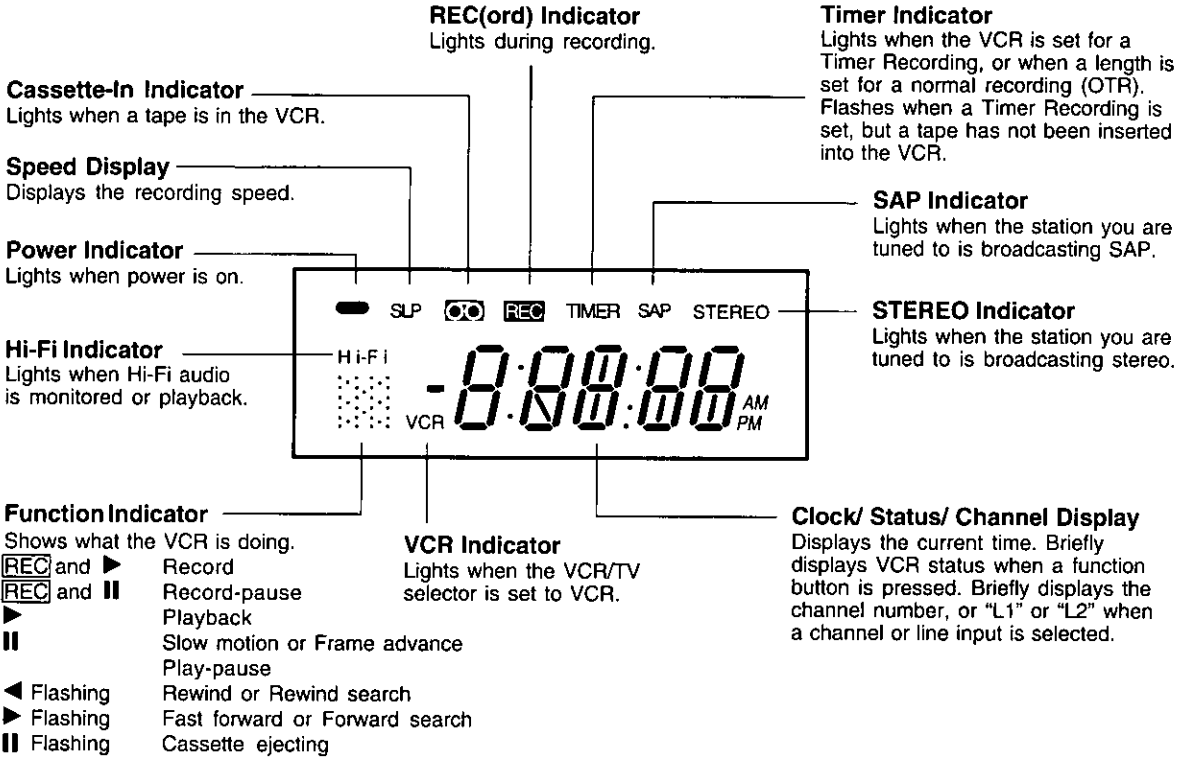 REC(ord) Indicator
Lights during recording.
Timer Indicator
Lights when the VCR is set for a
Timer Recording, or when a length is
set for a normal recording (OTR).
Flashes when a Timer Recording is
set, but a tape has not been inserted
into the VCR.
Cassette-In Indicator
Lights when a tape is in the VCR.
Speed Display
Displays the recording speed.
SAP Indicator
Lights when the station you are
tuned to is broadcasting SAP.
Power Indicator
Lights when power is on.
SLP REC TIMER SAP STEREO
STEREO Indicator
Lights when the station you are
tuned to is broadcasting stereo.
Hi-Fi Indicator
Lights when Hi-Fi audio
is monitored or playback.
Hi-Fi
VCR
-8:88:88
AM
PM
Function Indicator
Shows what the VCR is doing.
REC and ▶ Record
REC and II Record-pause
▶ Playback
II Slow motion or Frame advance
Play-pause
◀ Flashing Rewind or Rewind search
▶ Flashing Fast forward or Forward search
II Flashing Cassette ejecting
VCR Indicator
Lights when the VCR/TV
selector is set to VCR.
Clock/ Status/ Channel Display
Displays the current time. Briefly
displays VCR status when a function
button is pressed. Briefly displays the
channel number, or "L1" or "L2" when
a channel or line input is selected.